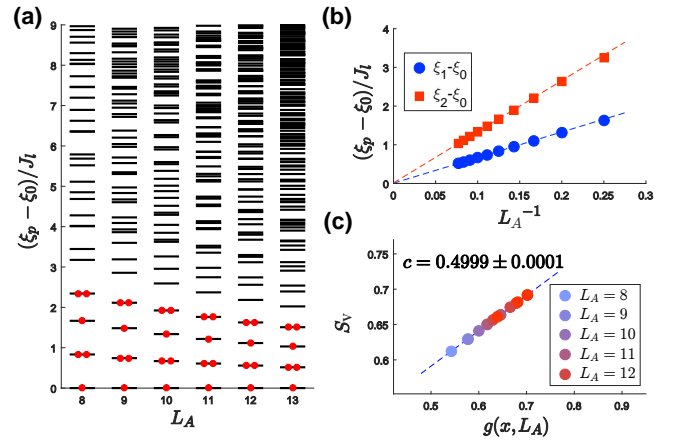 (a)
(ξp − ξ0)/Jl
9
8
7
6
5
4
3
2
1
0
8 9 10 11 12 13
LA
(b)
(ξp − ξ0)/Jl
4
3
2
1
0
ξ1-ξ0
ξ2-ξ0
0 0.05 0.1 0.15 0.2 0.25 0.3
LA−1
(c)
c = 0.4999 ± 0.0001
SV
0.75
0.7
0.65
0.6
LA = 8
LA = 9
LA = 10
LA = 11
LA = 12
0.5 0.6 0.7 0.8 0.9
g(x, LA)